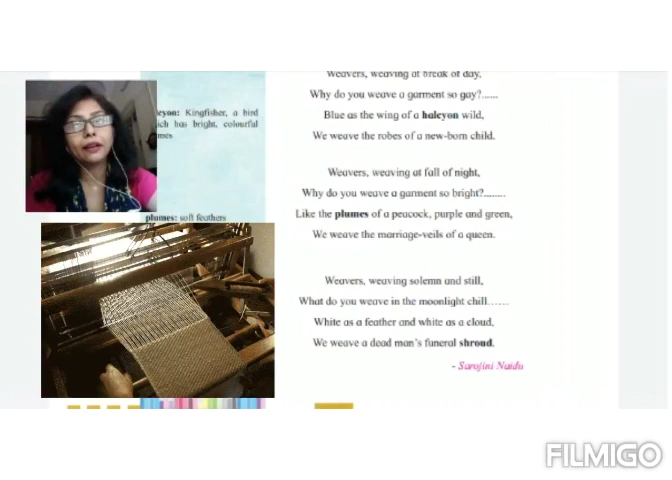 Weavers, weaving at break of day,
Why do you weave a garment so gay?......
Blue as the wing of a halcyon wild,
We weave the robes of a new-born child.
Weavers, weaving at fall of night,
Why do you weave a garment so bright?........
Like the plumes of a peacock, purple and green,
We weave the marriage-veils of a queen.
Weavers, weaving solemn and still,
What do you weave in the moonlight chill……
White as a feather and white as a cloud,
We weave a dead man's funeral shroud.
- Sarojini Naidu
cyon: Kingfisher, a bird
ich has bright, colourful
mes
plumes: soft feathers
FILMIGO